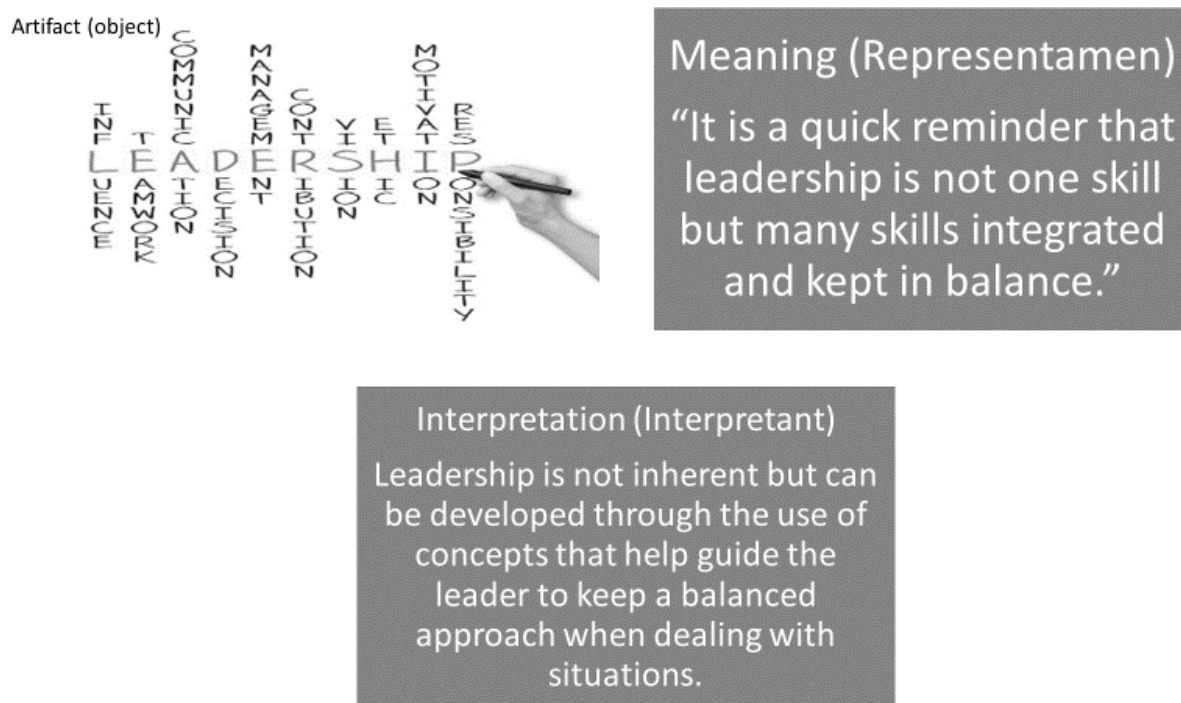 Artifact (object)
INFLUENCE
TEAMWORK
COMMUNICATION
DECISION
MANAGEMENT
CONTRIBUTION
VISION
ETHIC
MOTIVATION
RESPONSIBILITY
LEADERSHIP
Meaning (Representamen)
“It is a quick reminder that
leadership is not one skill
but many skills integrated
and kept in balance.”
Interpretation (Interpretant)
Leadership is not inherent but can
be developed through the use of
concepts that help guide the
leader to keep a balanced
approach when dealing with
situations.